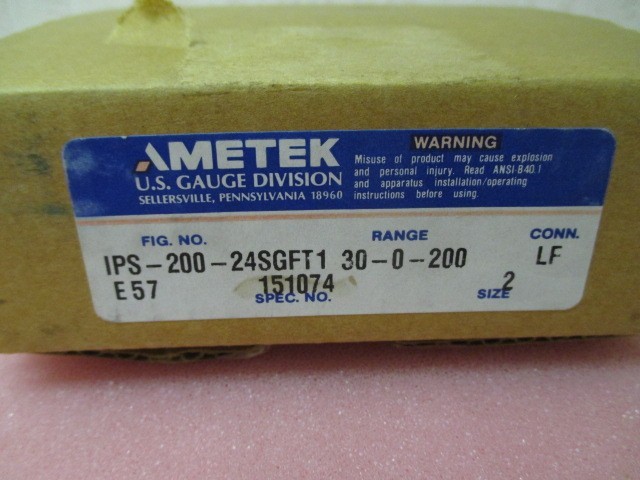 AMETEK
U.S. GAUGE DIVISION
SELLERSVILLE, PENNSYLVANIA 18960
WARNING
Misuse of product may cause explosion
and personal injury. Read ANSI-B40.1
and apparatus installation/operating
instructions before using.
FIG. NO. RANGE CONN.
IPS-200-24SGFT1 30-0-200 LF
E57 151074 2
SPEC. NO. SIZE